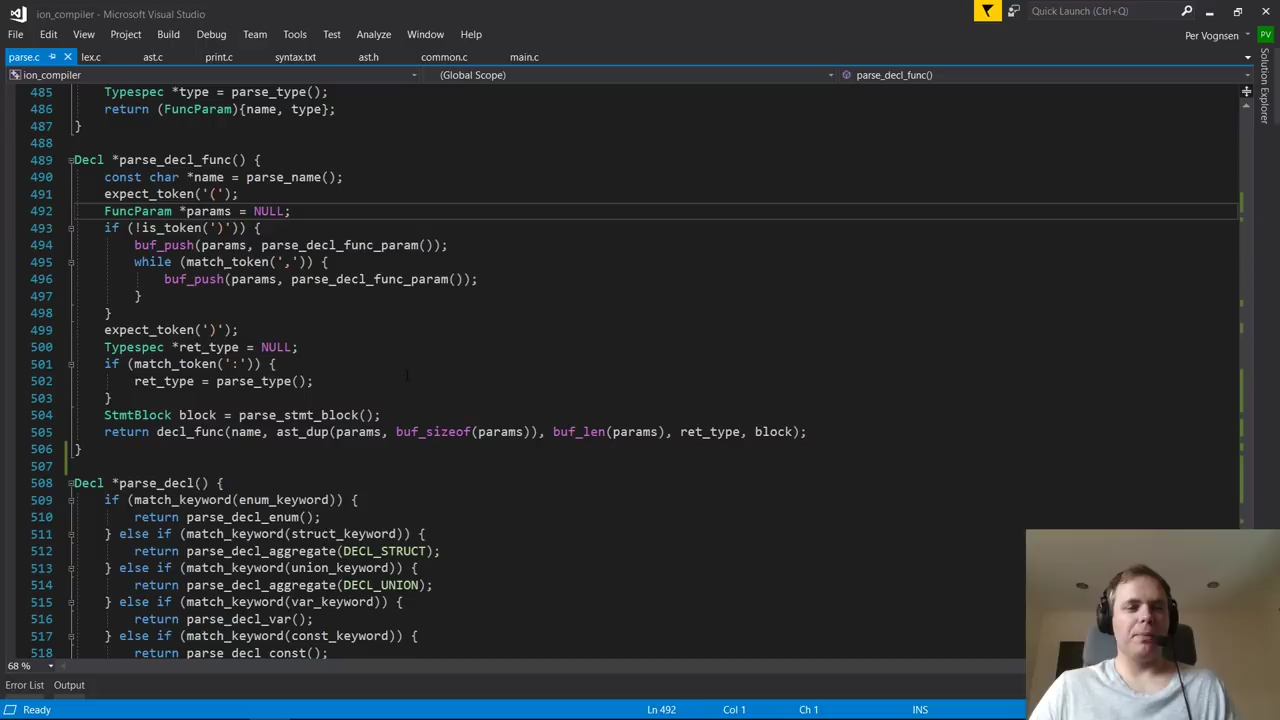 ion_compiler - Microsoft Visual Studio
Quick Launch (Ctrl+Q)
File Edit View Project Build Debug Team Tools Test Analyze Window Help
Per Vognsen PV
parse.c lex.c ast.c print.c syntax.txt ast.h common.c main.c
ion_compiler (Global Scope) parse_decl_func()
Solution Explorer
485 Typespec *type = parse_type();
486 return (FuncParam){name, type};
487 }
488
489 Decl *parse_decl_func() {
490 const char *name = parse_name();
491 expect_token('(');
492 FuncParam *params = NULL;
493 if (!is_token(')')) {
494 buf_push(params, parse_decl_func_param());
495 while (match_token(',')) {
496 buf_push(params, parse_decl_func_param());
497 }
498 }
499 expect_token(')');
500 Typespec *ret_type = NULL;
501 if (match_token(':')) {
502 ret_type = parse_type();
503 }
504 StmtBlock block = parse_stmt_block();
505 return decl_func(name, ast_dup(params, buf_sizeof(params)), buf_len(params), ret_type, block);
506 }
507
508 Decl *parse_decl() {
509 if (match_keyword(enum_keyword)) {
510 return parse_decl_enum();
511 } else if (match_keyword(struct_keyword)) {
512 return parse_decl_aggregate(DECL_STRUCT);
513 } else if (match_keyword(union_keyword)) {
514 return parse_decl_aggregate(DECL_UNION);
515 } else if (match_keyword(var_keyword)) {
516 return parse_decl_var();
517 } else if (match_keyword(const_keyword)) {
518 return parse_decl_const();
68 %
Error List Output
Ready Ln 492 Col 1 Ch 1 INS